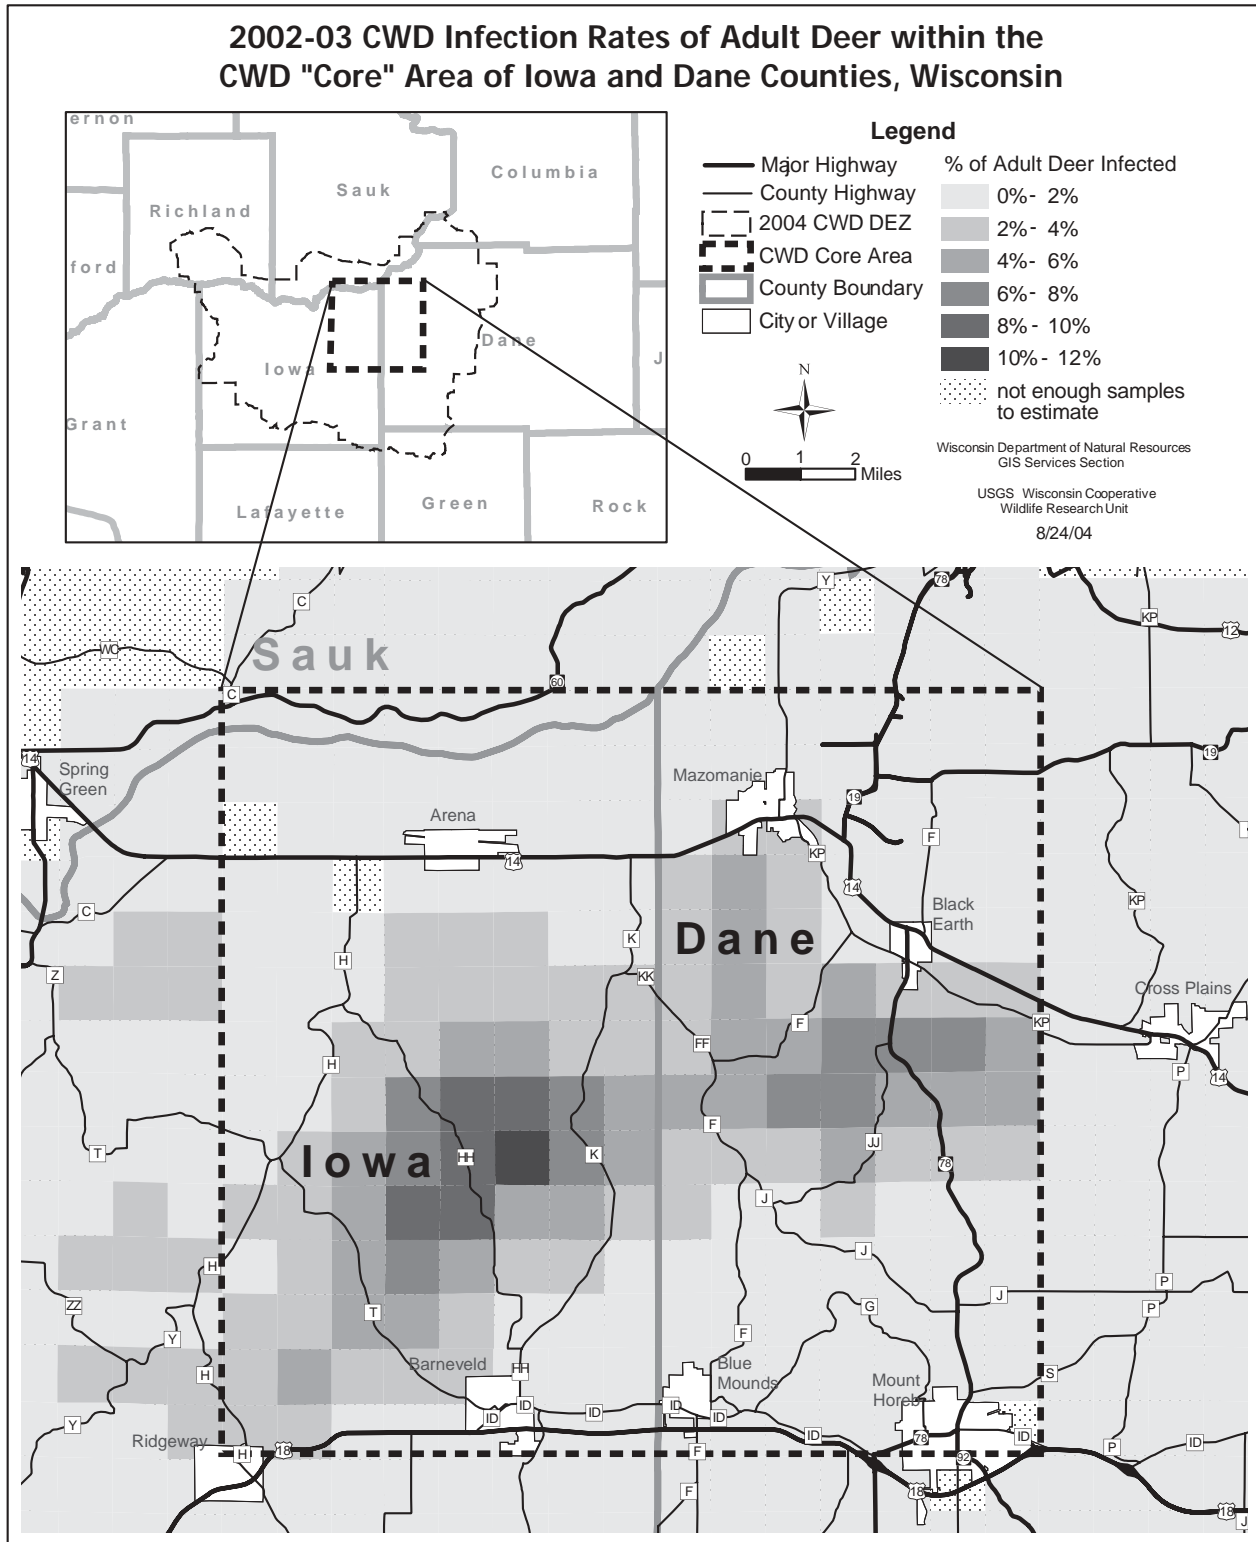 2002-03 CWD Infection Rates of Adult Deer within the
CWD "Core" Area of Iowa and Dane Counties, Wisconsin
ernon
Richland
Sauk
Columbia
ford
Iowa
Dane
J
Grant
Lafayette
Green
Rock
Legend
Major Highway
County Highway
2004 CWD DEZ
CWD Core Area
County Boundary
City or Village
% of Adult Deer Infected
0% - 2%
2% - 4%
4% - 6%
6% - 8%
8% - 10%
10% - 12%
not enough samples
to estimate
N
0 1 2
Miles
Wisconsin Department of Natural Resources
GIS Services Section
USGS Wisconsin Cooperative
Wildlife Research Unit
8/24/04
Y
78
C
KP
12
WC
Sauk
60
C
14
Spring
Green
19
Mazomanie
19
Arena
F
14
KP
14
C
KP
Black
Earth
Dane
K
H
Z
KK
Cross Plains
F
KP
FF
H
P
14
F
JJ
T
Iowa
HH
K
78
J
J
H
P
J
ZZ
G
P
T
Y
F
Barneveld
HH
Blue
Mounds
H
S
Mount
Horeb
ID
ID
ID
ID
ID
Y
Ridgeway
H
18
ID
78
ID
P
ID
F
92
F
18
18
J